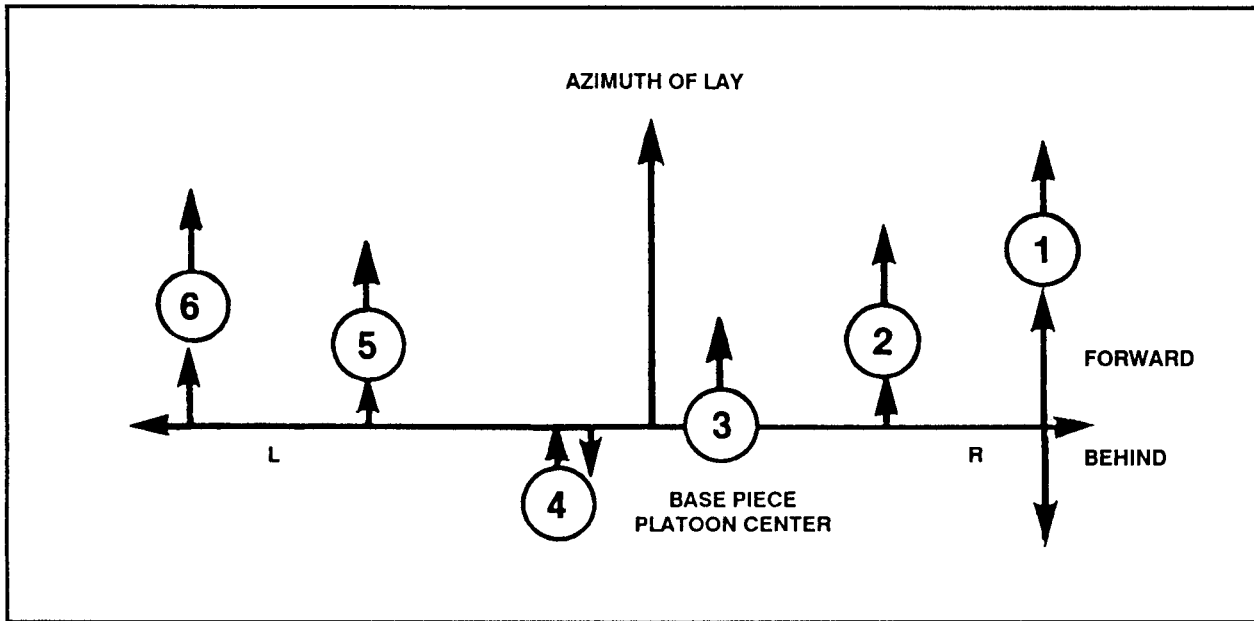 AZIMUTH OF LAY
1
6
2
5
FORWARD
3
L
R
BEHIND
4
BASE PIECE
PLATOON CENTER